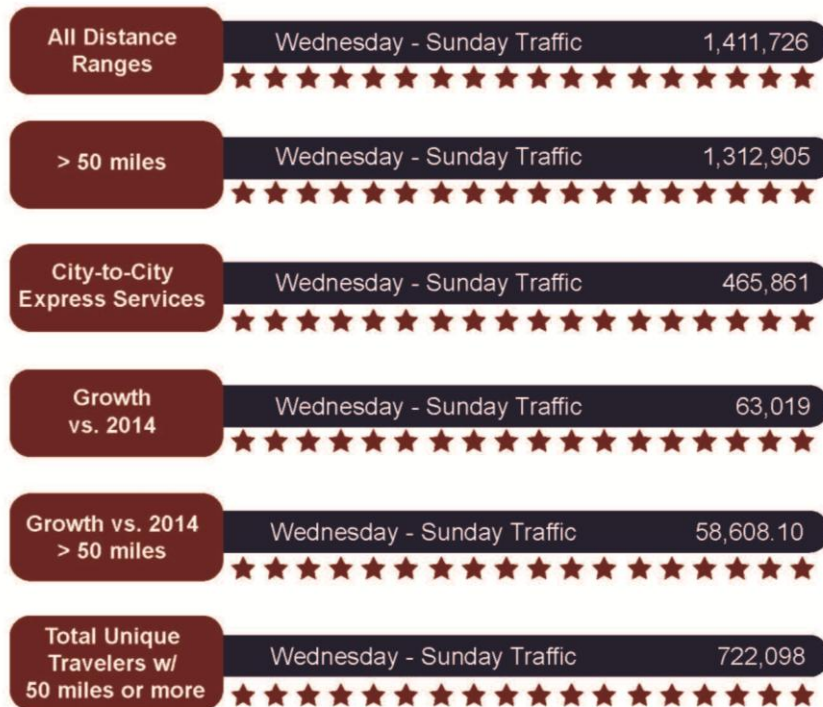 All Distance
Ranges
Wednesday - Sunday Traffic 1,411,726
> 50 miles
Wednesday - Sunday Traffic 1,312,905
City-to-City
Express Services
Wednesday - Sunday Traffic 465,861
Growth
vs. 2014
Wednesday - Sunday Traffic 63,019
Growth vs. 2014
> 50 miles
Wednesday - Sunday Traffic 58,608.10
Total Unique
Travelers w/
50 miles or more
Wednesday - Sunday Traffic 722,098